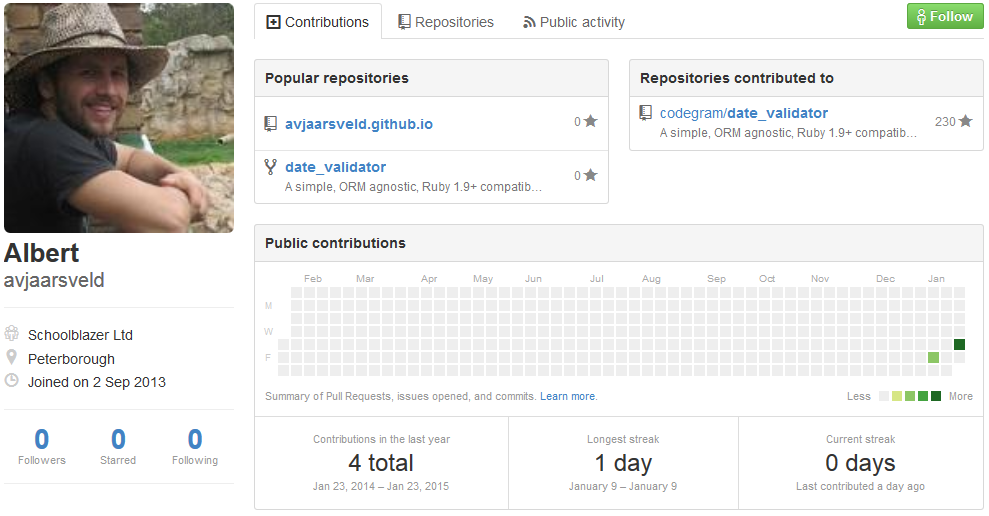 Contributions
Repositories
Public activity
Follow
Popular repositories
avjaarsveld.github.io
0
date_validator
A simple, ORM agnostic, Ruby 1.9+ compatib…
0
Repositories contributed to
codegram/date_validator
A simple, ORM agnostic, Ruby 1.9+ compatib…
230
Albert
avjaarsveld
Schoolblazer Ltd
Peterborough
Joined on 2 Sep 2013
0 0 0
Followers Starred Following
Public contributions
Feb Mar Apr May Jun Jul Aug Sep Oct Nov Dec Jan
M
W
F
Summary of Pull Requests, issues opened, and commits. Learn more.
Less More
Contributions in the last year
4 total
Jan 23, 2014 – Jan 23, 2015
Longest streak
1 day
January 9 – January 9
Current streak
0 days
Last contributed a day ago